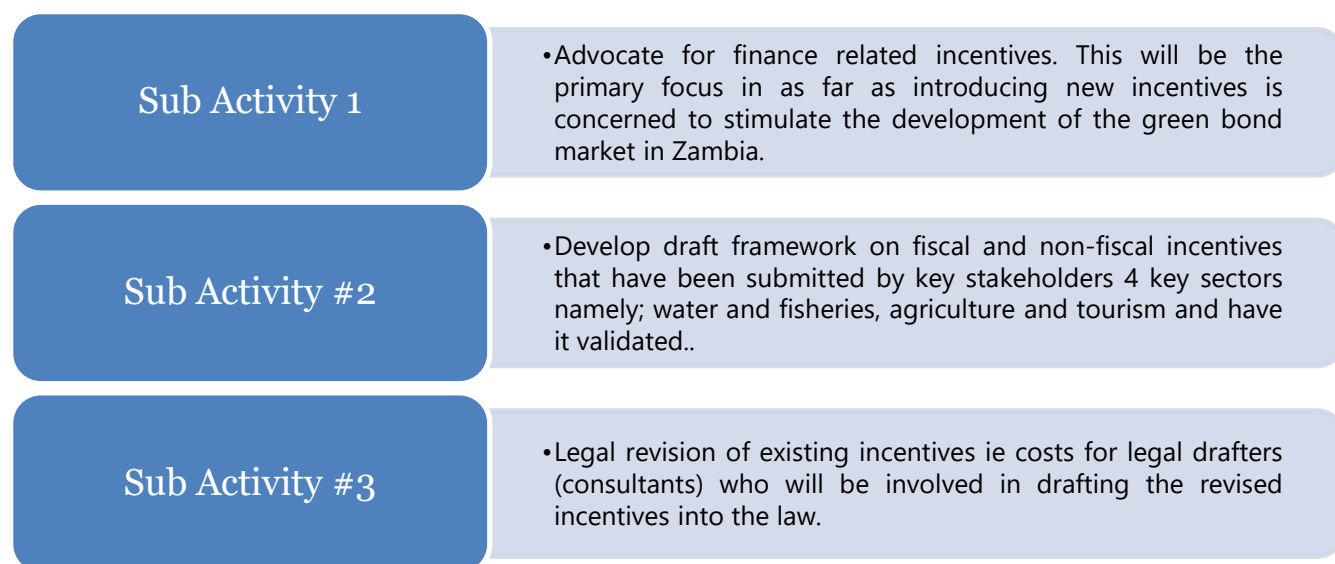 Sub Activity 1
•Advocate for finance related incentives. This will be the
primary focus in as far as introducing new incentives is
concerned to stimulate the development of the green bond
market in Zambia.
Sub Activity #2
•Develop draft framework on fiscal and non-fiscal incentives
that have been submitted by key stakeholders 4 key sectors
namely; water and fisheries, agriculture and tourism and have
it validated..
Sub Activity #3
•Legal revision of existing incentives ie costs for legal drafters
(consultants) who will be involved in drafting the revised
incentives into the law.